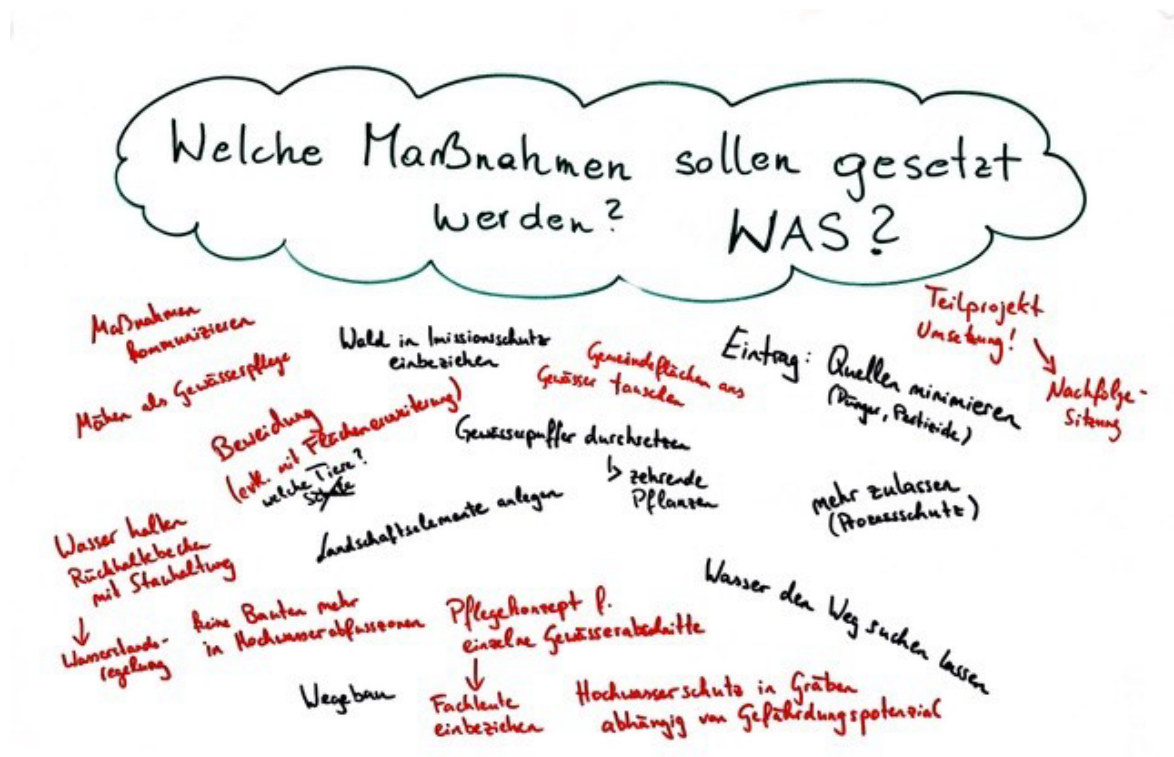 Welche Maßnahmen sollen gesetzt
werden? WAS?
Maßnahmen
kommunizieren
Mähen als Gewässerpflege
Wald in Imissionsschutz
einbeziehen
Gemeindeflächen ans
Gewässer tauschen
Eintrag: Quellen minimieren
(Dünger, Pestizide)
Teilprojekt
Umsetzung!
Nachfolge-
Sitzung
Beweidung
(evtl. mit Flächenerweiterung)
welche Tiere?
Gewässerpuffer durchsetzen
↳ zehrende
Pflanzen
Landschaftselemente anlegen
mehr zulassen
(Prozessschutz)
Wasser halten
Rückhaltebecken
mit Stauhaltung
Wasserstands-
regelung
keine Bauten mehr
in Hochwasserabflusszonen
Pflegekonzept f.
einzelne Gewässerabschnitte
Fachleute
einbeziehen
Wasser den Weg suchen lassen
Wegebau
Hochwasserschutz in Gräben
abhängig von Gefährdungspotenzial